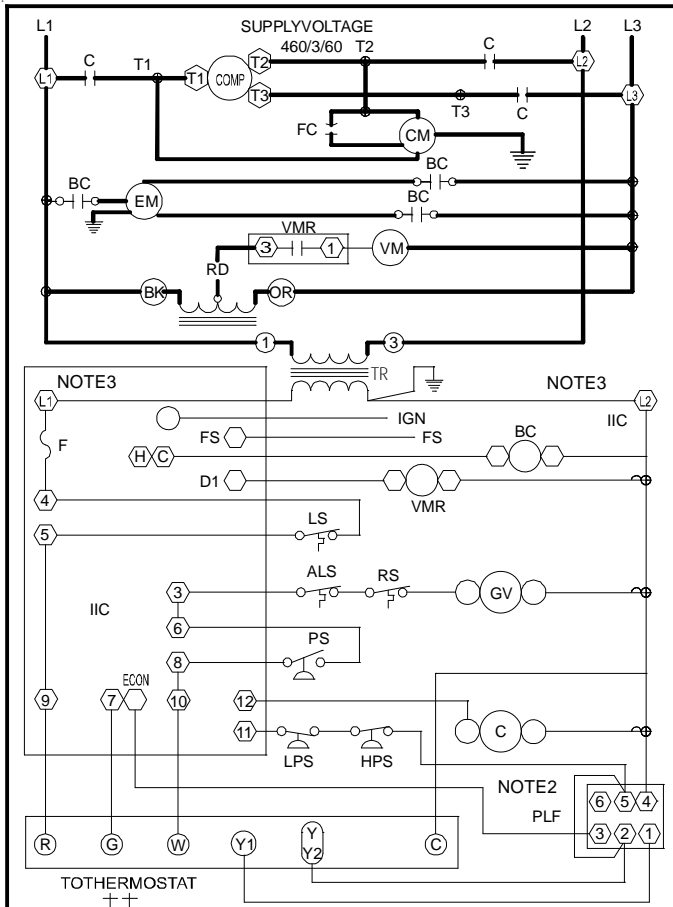 L1 SUPPLYVOLTAGE L2 L3
460/3/60
T1 T2 C
C
L1 T1 COMP T2 L2
T3 T3 C L3
FC CM
BC
BC EM BC
VMR
3 1 VM
RD
BK OR
1 3
TR
NOTE3 NOTE3
L1 IGN L2
IIC
F FS FS BC
H C
D1 VMR
4
5 LS
ALS RS
3 GV
IIC
6
PS
8
ECON
9 7 10 12
C
11
LPS HPS
NOTE2
6 5 4
PLF
3 2 1
R G W Y1 Y C
Y2
TOTHERMOSTAT
++